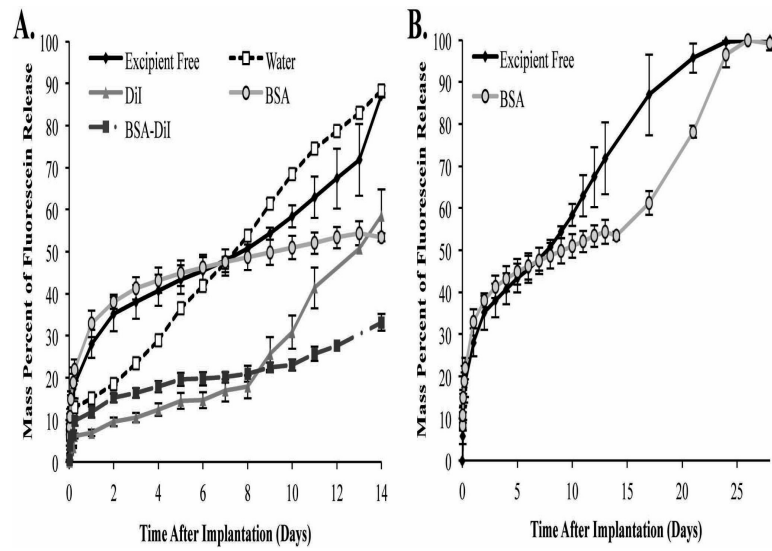 A.
Mass Percent of Fluorescein Release
100
90
80
70
60
50
40
30
20
10
0
Excipient Free
Water
DiI
BSA
BSA-DiI
0 2 4 6 8 10 12 14
Time After Implantation (Days)
B.
Mass Percent of Fluorescein Release
100
90
80
70
60
50
40
30
20
10
0
Excipient Free
BSA
0 5 10 15 20 25
Time After Implantation (Days)